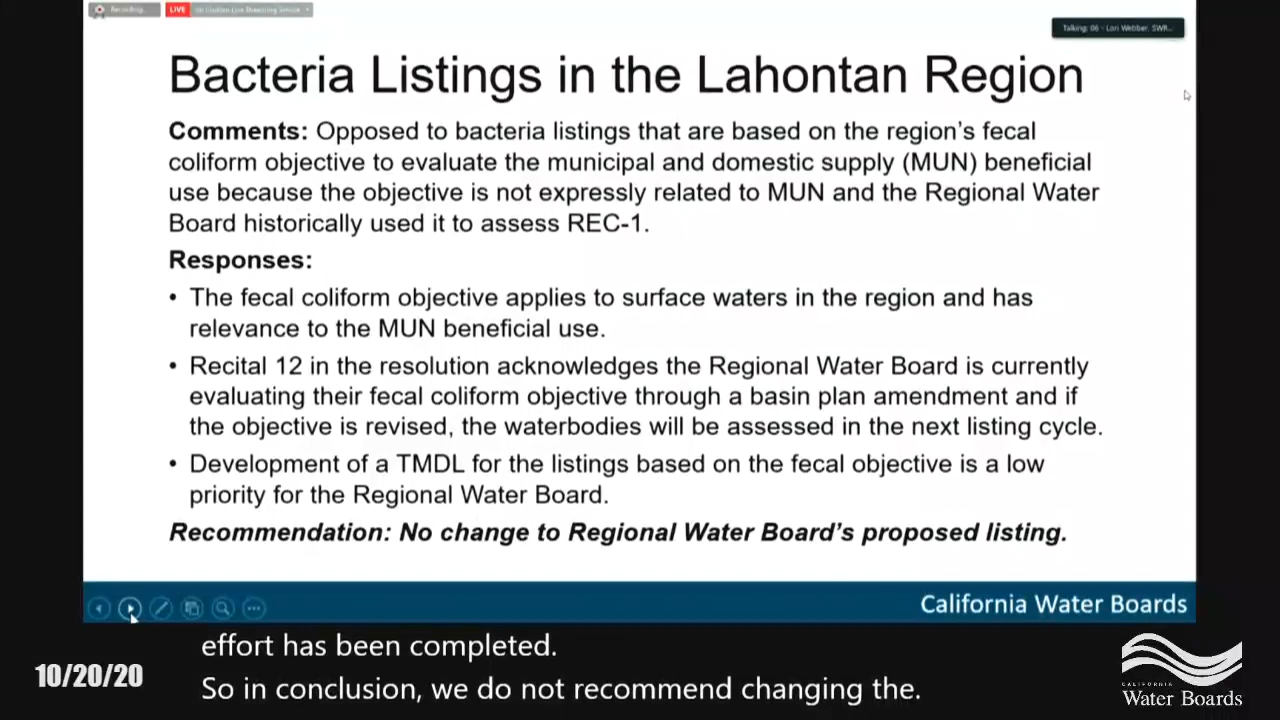 Recording...
LIVE
Talking: 06 - Lori Webber, SWR...
Bacteria Listings in the Lahontan Region
Comments: Opposed to bacteria listings that are based on the region's fecal
coliform objective to evaluate the municipal and domestic supply (MUN) beneficial
use because the objective is not expressly related to MUN and the Regional Water
Board historically used it to assess REC-1.
Responses:
• The fecal coliform objective applies to surface waters in the region and has
relevance to the MUN beneficial use.
• Recital 12 in the resolution acknowledges the Regional Water Board is currently
evaluating their fecal coliform objective through a basin plan amendment and if
the objective is revised, the waterbodies will be assessed in the next listing cycle.
• Development of a TMDL for the listings based on the fecal objective is a low
priority for the Regional Water Board.
Recommendation: No change to Regional Water Board's proposed listing.
California Water Boards
effort has been completed.
So in conclusion, we do not recommend changing the.
10/20/20
CALIFORNIA
Water Boards